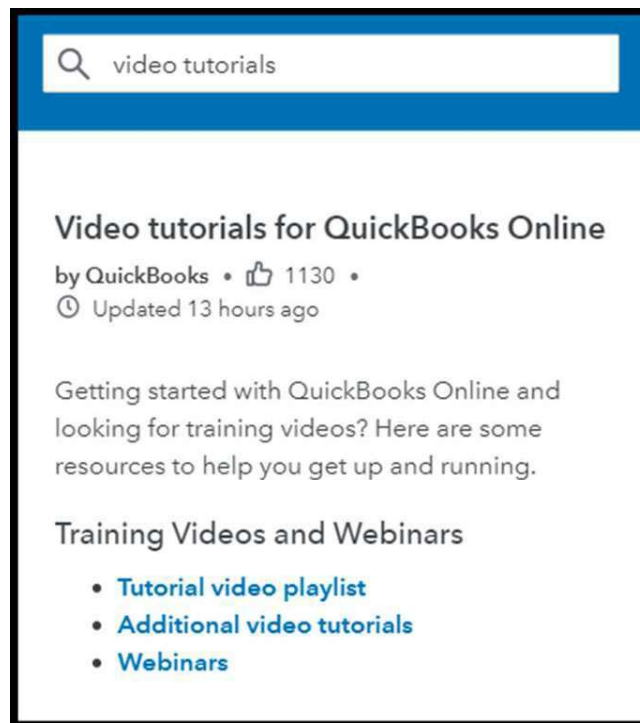 video tutorials
Video tutorials for QuickBooks Online
by QuickBooks • 1130 •
Updated 13 hours ago
Getting started with QuickBooks Online and
looking for training videos? Here are some
resources to help you get up and running.
Training Videos and Webinars
• Tutorial video playlist
• Additional video tutorials
• Webinars